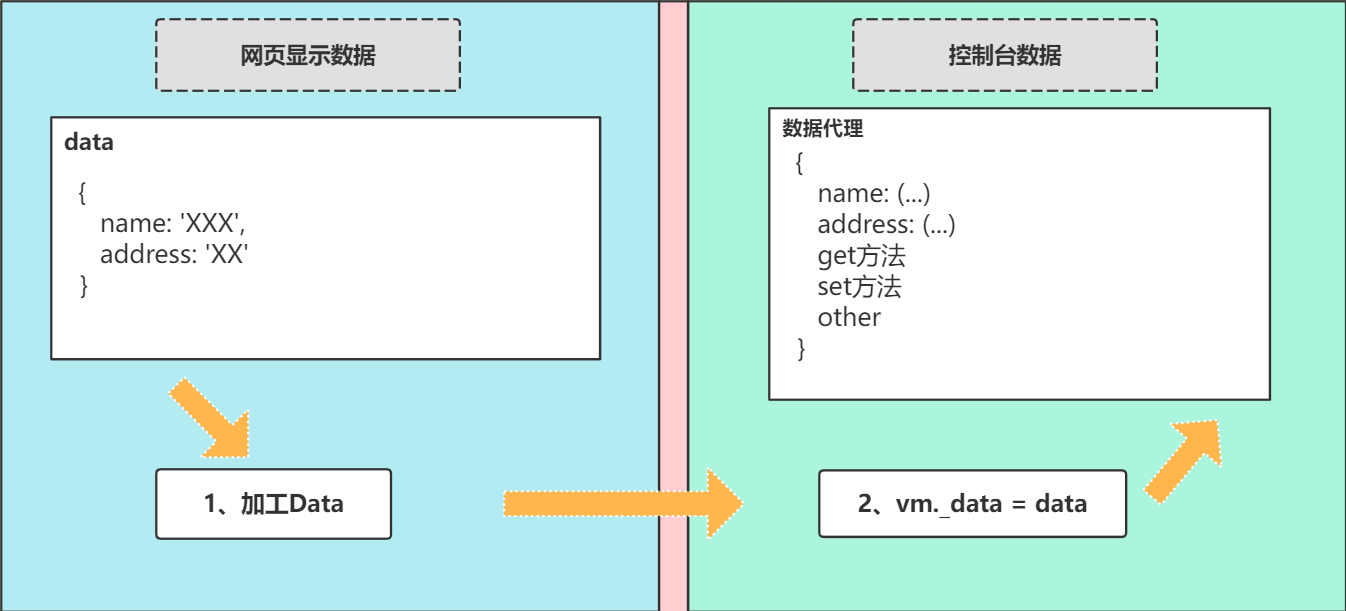 网页显示数据
data
{
name: 'XXX',
address: 'XX'
}
1、加工Data
控制台数据
数据代理
{
name: (...)
address: (...)
get方法
set方法
other
}
2、vm._data = data